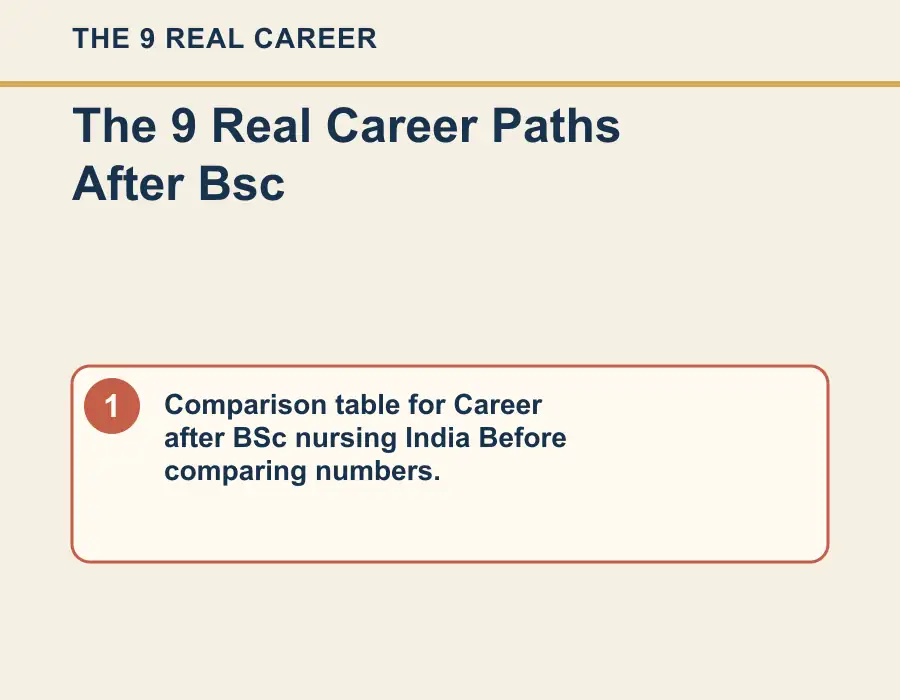 THE 9 REAL CAREER
The 9 Real Career Paths
After Bsc
1
Comparison table for Career
after BSc nursing India Before
comparing numbers.